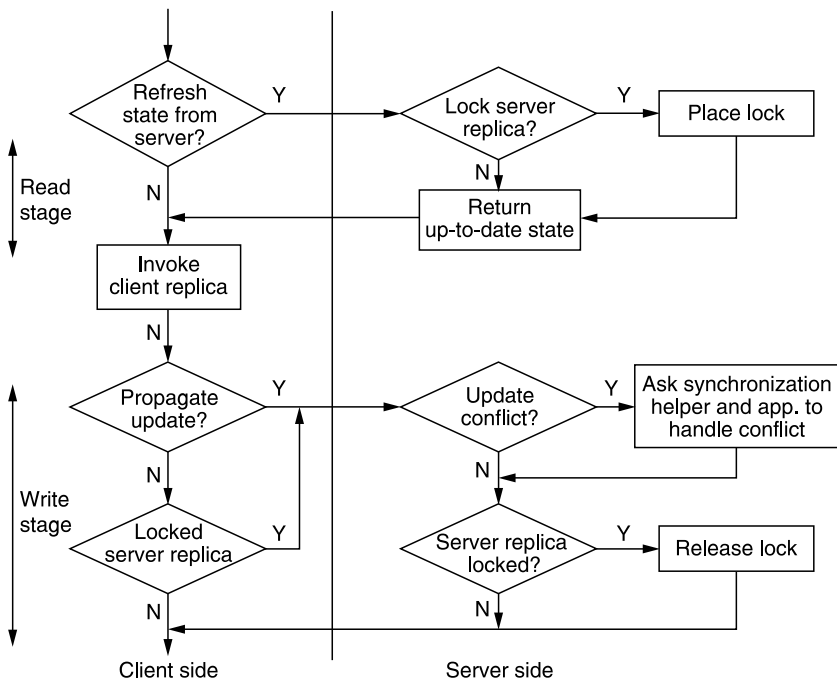 Refresh
state from
server?
Y
Lock server
replica?
Y
Place lock
N
N
Read
stage
Return
up-to-date state
Invoke
client replica
N
Propagate
update?
Y
Update
conflict?
Y
Ask synchronization
helper and app. to
handle conflict
N
N
Write
stage
Locked
server replica
Y
Server replica
locked?
Y
Release lock
N
N
Client side
Server side